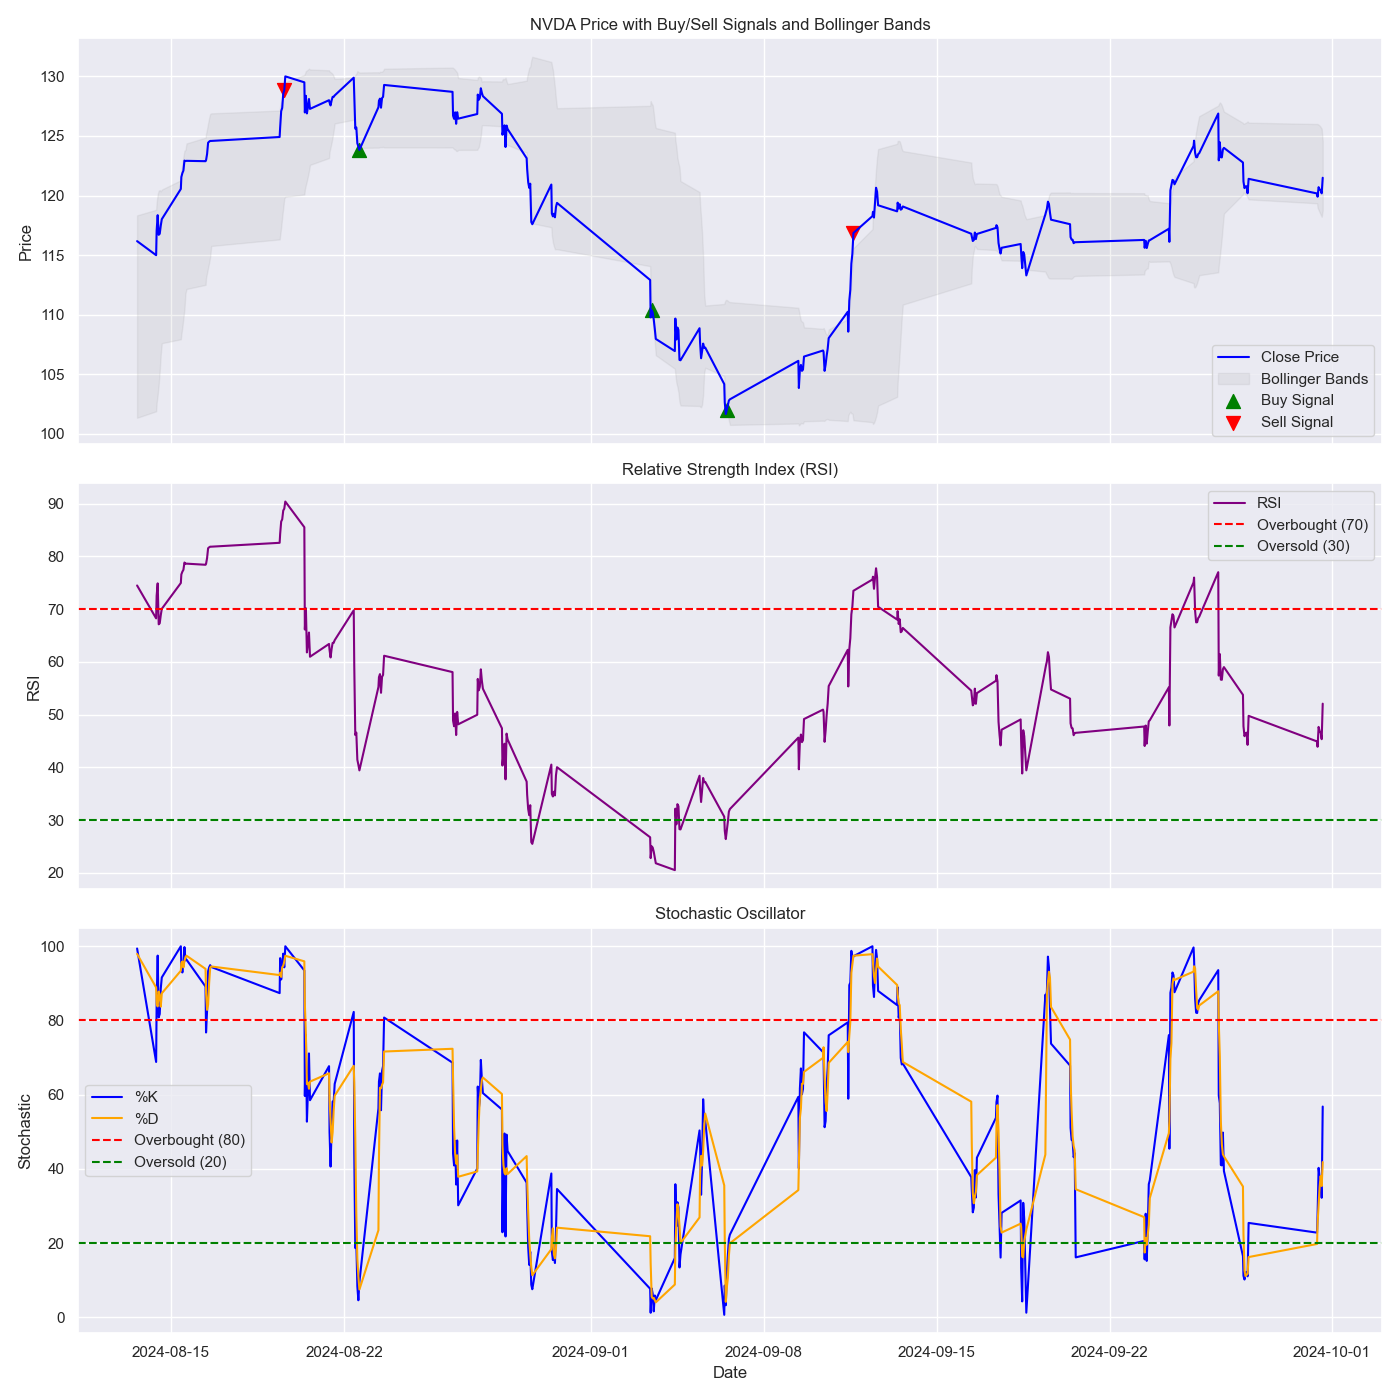 NVDA Price with Buy/Sell Signals and Bollinger Bands
Price
130
125
120
115
110
105
100
Close Price
Bollinger Bands
Buy Signal
Sell Signal
Relative Strength Index (RSI)
RSI
90
80
70
60
50
40
30
20
RSI
Overbought (70)
Oversold (30)
Stochastic Oscillator
Stochastic
100
80
60
40
20
0
%K
%D
Overbought (80)
Oversold (20)
2024-08-15
2024-08-22
2024-09-01
2024-09-08
2024-09-15
2024-09-22
2024-10-01
Date